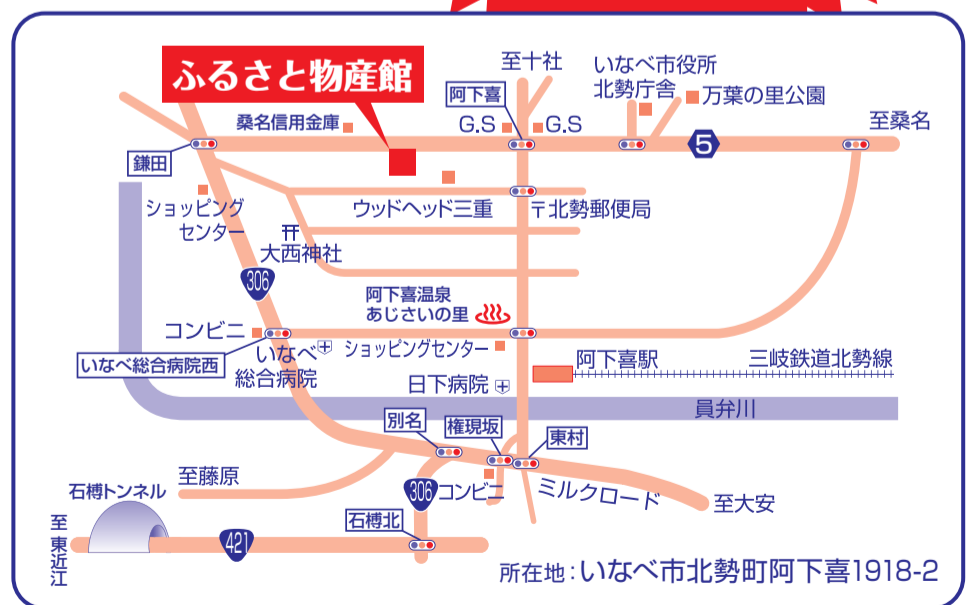 ふるさと物産館
至十社
いなべ市役所
北勢庁舎
万葉の里公園
阿下喜
桑名信用金庫
G.S
G.S
至桑名
5
鎌田
ショッピング
センター
ウッドヘッド三重
〒北勢郵便局
大西神社
306
阿下喜温泉
あじさいの里
コンビニ
いなべ
総合病院
ショッピングセンター
いなべ総合病院西
阿下喜駅
三岐鉄道北勢線
日下病院
員弁川
別名
権現坂
東村
至藤原
306
コンビニ
ミルクロード
至大安
石榑トンネル
石榑北
至東近江
421
所在地:いなべ市北勢町阿下喜1918-2